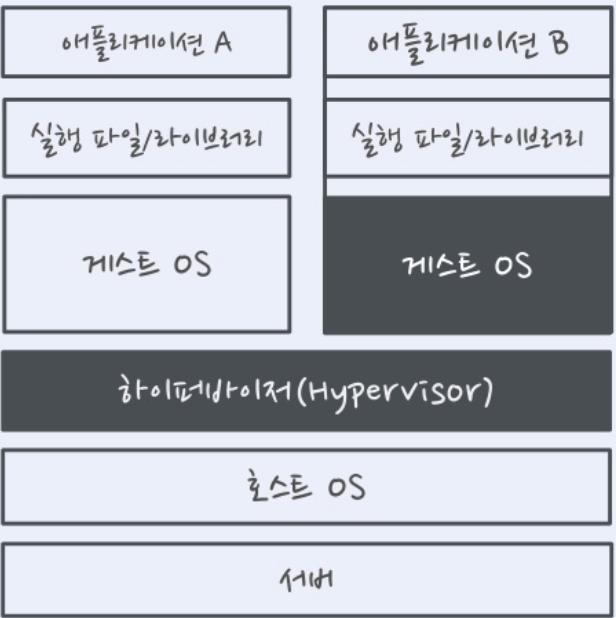 애플리케이션 A
애플리케이션 B
실행 파일/라이브러리
실행 파일/라이브러리
게스트 OS
게스트 OS
하이퍼바이저(Hypervisor)
호스트 OS
서버